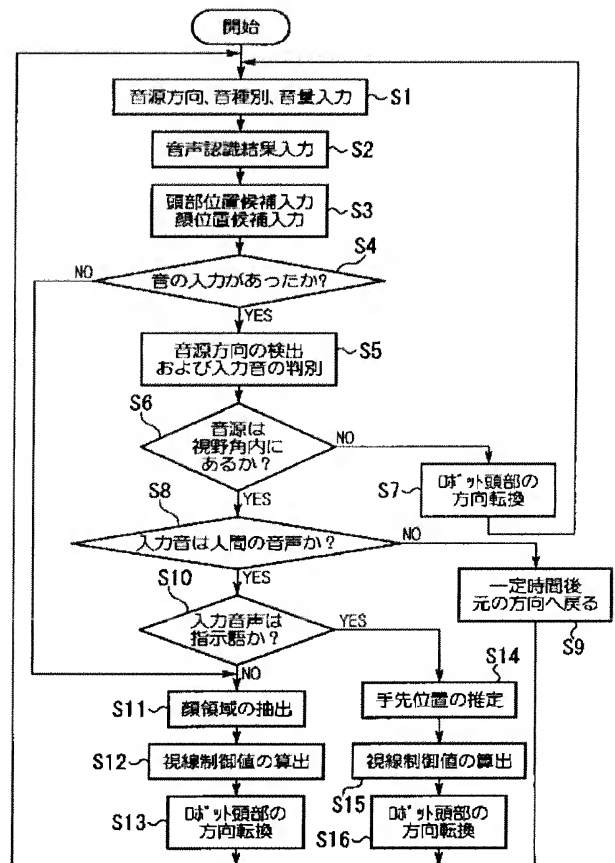 開始
音源方向、音種別、音量入力
S1
音声認識結果入力
S2
頭部位置候補入力
顔位置候補入力
S3
S4
NO
音の入力があったか?
YES
音源方向の検出
および入力音の判別
S5
S6
音源は
視野角内に
あるか?
NO
YES
S7
ロボット頭部の
方向転換
S8
入力音は人間の音声か?
NO
YES
一定時間後
元の方向へ戻る
S9
S10
入力音声は
指示語か?
YES
NO
S14
S11
顔領域の抽出
手先位置の推定
S12
視線制御値の算出
視線制御値の算出
S15
S13
ロボット頭部の
方向転換
ロボット頭部の
方向転換
S16